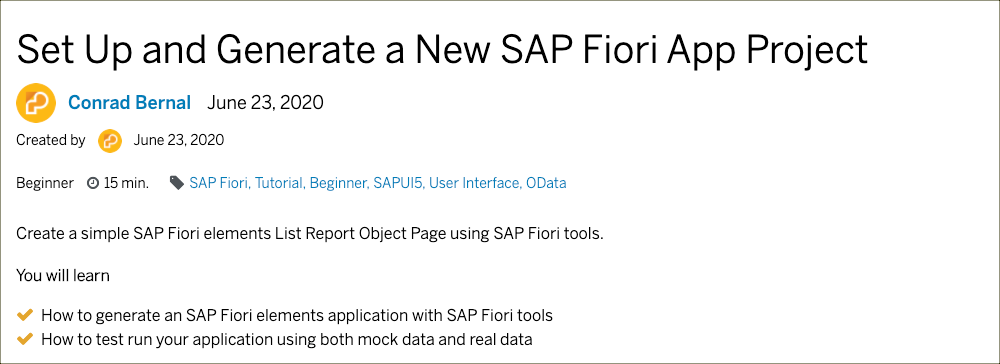 Set Up and Generate a New SAP Fiori App Project
Conrad Bernal June 23, 2020
Created by June 23, 2020
Beginner 15 min. SAP Fiori, Tutorial, Beginner, SAPUI5, User Interface, OData
Create a simple SAP Fiori elements List Report Object Page using SAP Fiori tools.
You will learn
How to generate an SAP Fiori elements application with SAP Fiori tools
How to test run your application using both mock data and real data